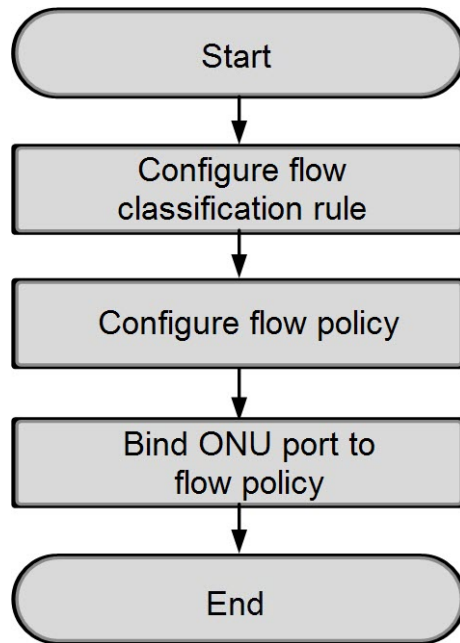 Start
Configure flow
classification rule
Configure flow policy
Bind ONU port to
flow policy
End